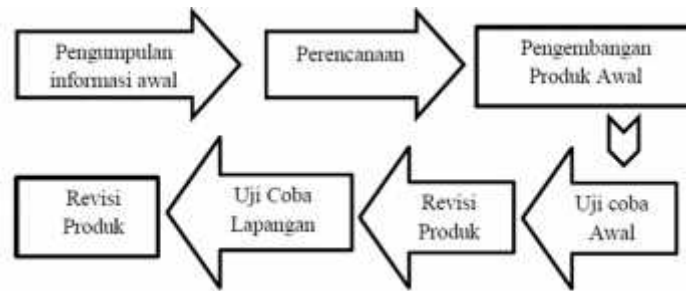 Pengumpulan
informasi awal
Perencanaan
Pengembangan
Produk Awal
Uji coba
Awal
Revisi
Produk
Uji Coba
Lapangan
Revisi
Produk